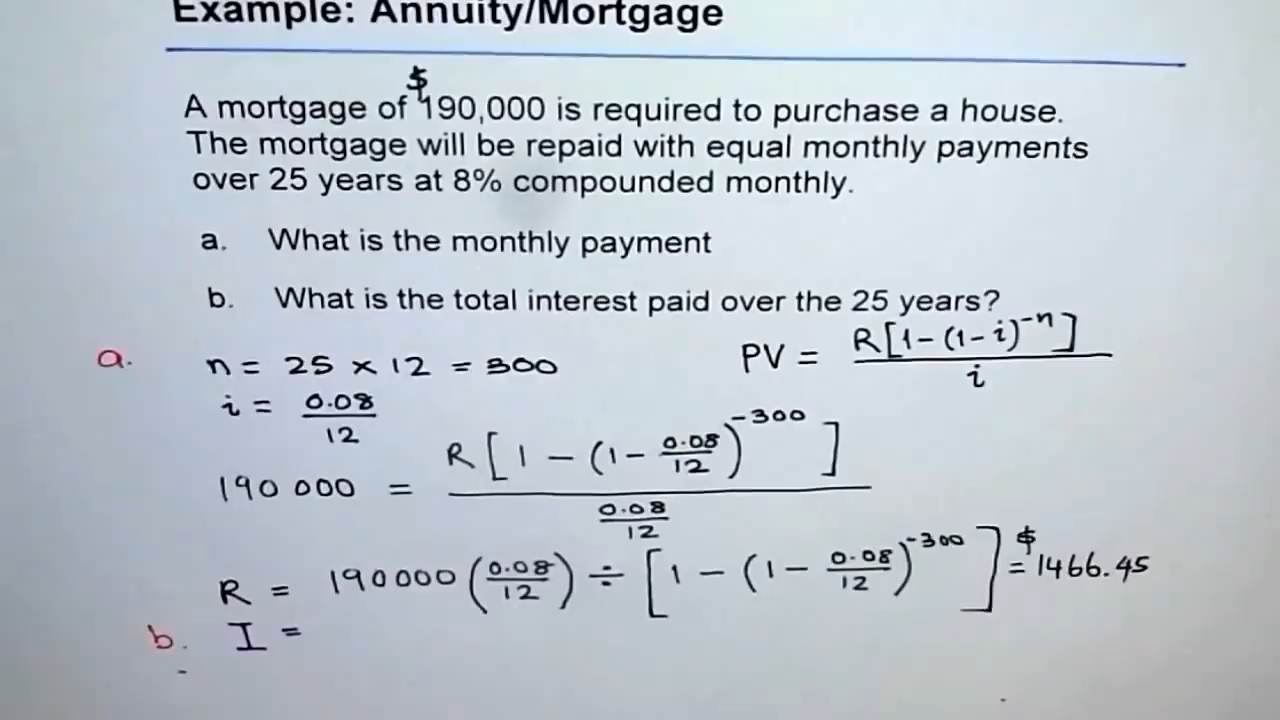 Example: Annuity/Mortgage
A mortgage of $190,000 is required to purchase a house.
The mortgage will be repaid with equal monthly payments
over 25 years at 8% compounded monthly.
a. What is the monthly payment
b. What is the total interest paid over the 25 years?
a. n = 25 × 12 = 300
PV = R[1-(1-i)^-n] / i
i = 0.08/12
190 000 = R[1-(1-0.08/12)^-300] / (0.08/12)
R = 190000(0.08/12) ÷ [1-(1-0.08/12)^-300] = $1466.45
b. I =